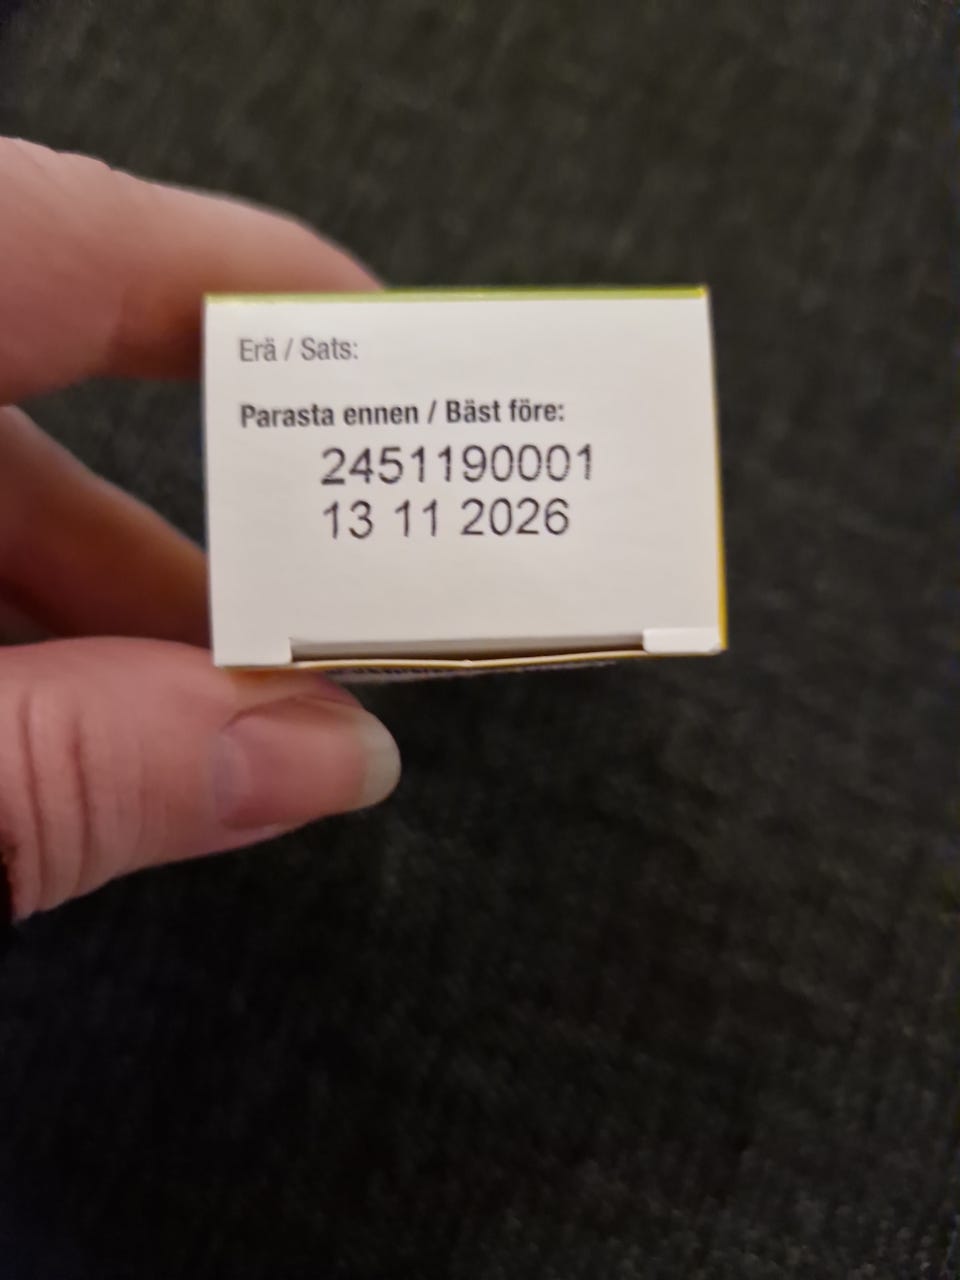 Erä / Sats:
Parasta ennen / Bäst före:
2451190001
13 11 2026